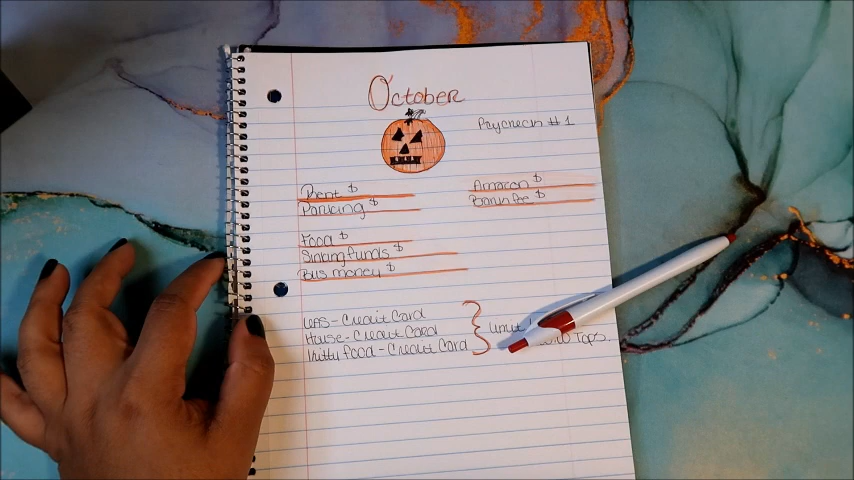 October
Paycheck #1
Rent $
Parking $
Amazon $
Bank Fee $
Food $
Sinking Funds $
Bus money $
Gas - Credit Card
House - Credit Card
Kitty food - Credit Card